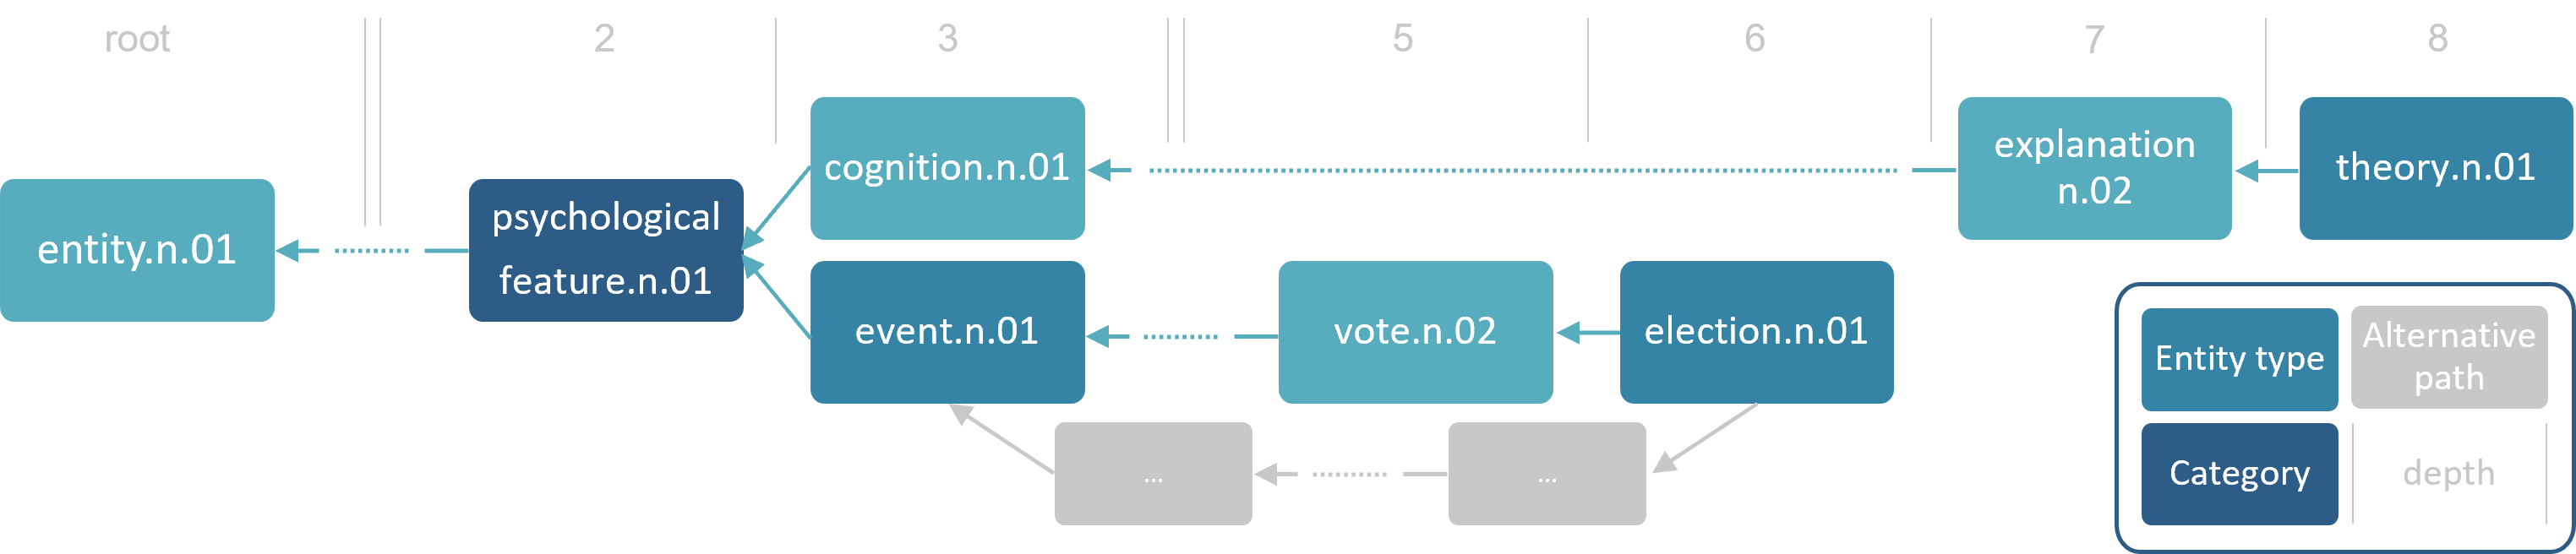 root
2
3
5
6
7
8
entity.n.01
psychological
feature.n.01
cognition.n.01
explanation
n.02
theory.n.01
event.n.01
vote.n.02
election.n.01
...
...
Entity type
Alternative
path
Category
depth